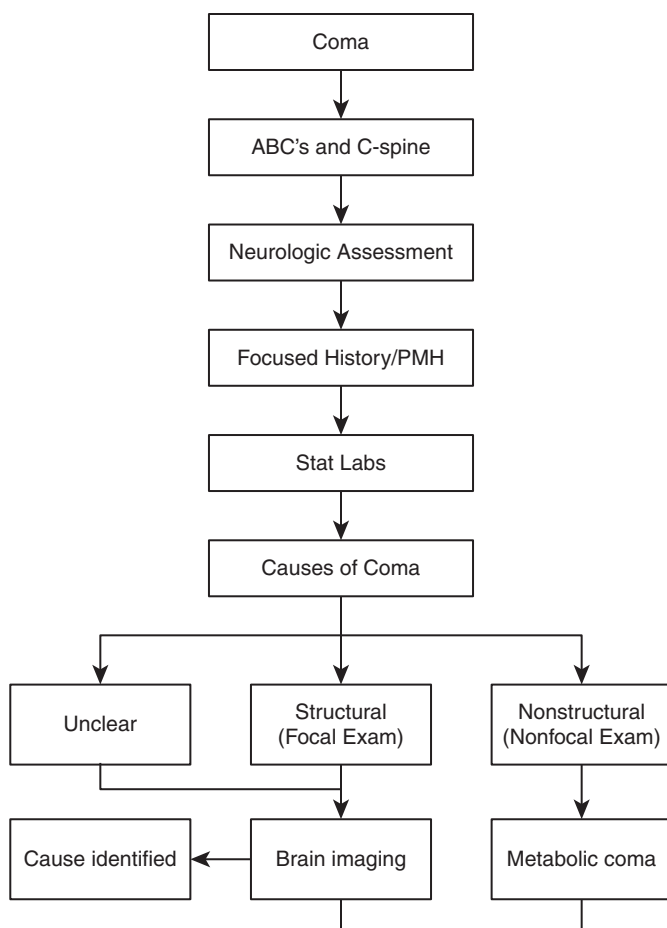 Coma
ABC's and C-spine
Neurologic Assessment
Focused History/PMH
Stat Labs
Causes of Coma
Unclear
Structural
(Focal Exam)
Nonstructural
(Nonfocal Exam)
Cause identified
Brain imaging
Metabolic coma